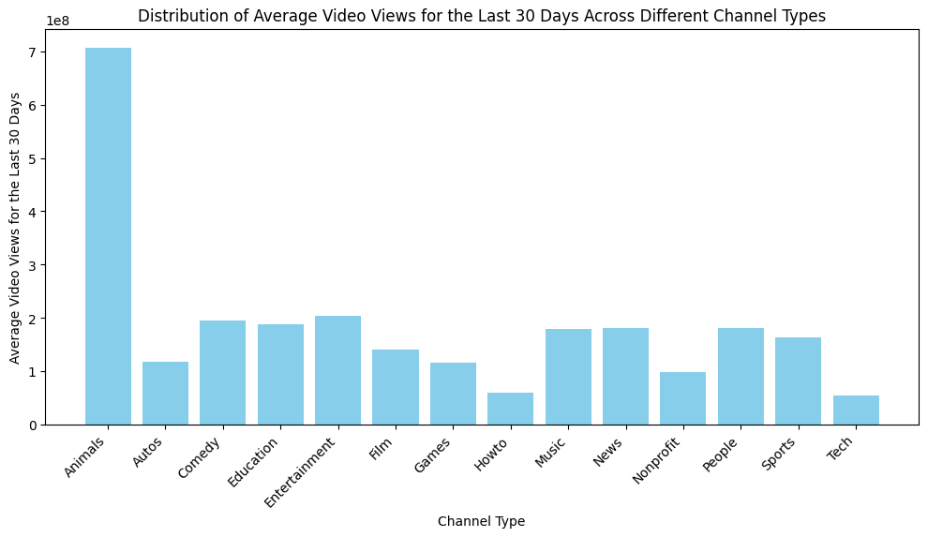 Distribution of Average Video Views for the Last 30 Days Across Different Channel Types
1e8
7
6
5
4
3
2
1
0
Average Video Views for the Last 30 Days
Animals
Autos
Comedy
Education
Entertainment
Film
Games
Howto
Music
News
Nonprofit
People
Sports
Tech
Channel Type